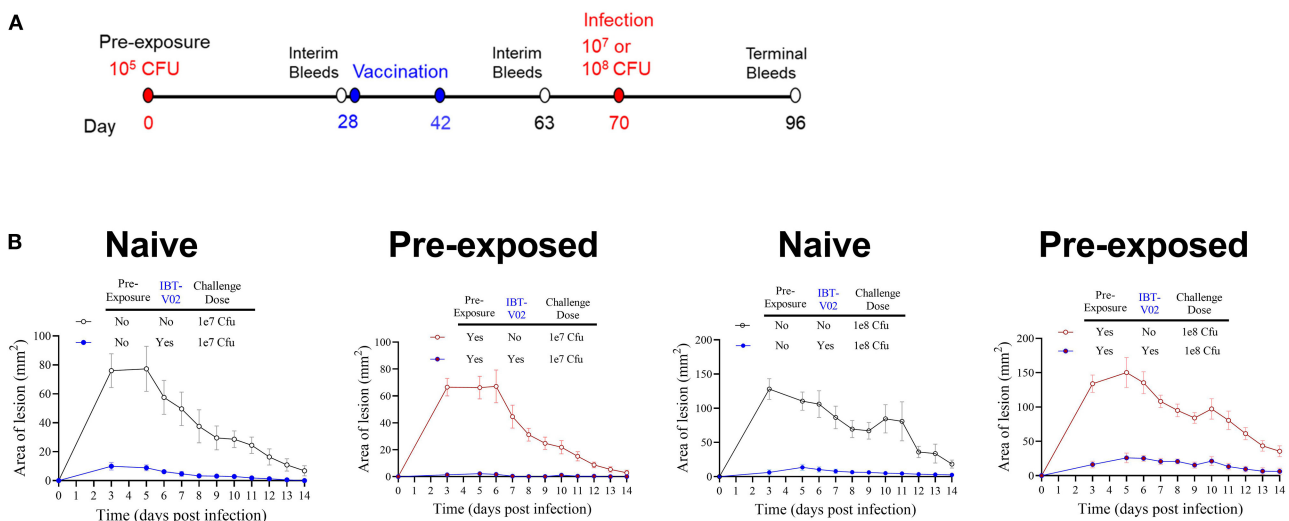 A
Pre-exposure
10⁵ CFU
Interim
Bleeds
Vaccination
Interim
Bleeds
Infection
10⁷ or
10⁸ CFU
Terminal
Bleeds
Day 0 28 42 63 70 96
B
Naive
Pre-Exposure IBT-V02 Challenge Dose
No No 1e7 Cfu
No Yes 1e7 Cfu
Area of lesion (mm²)
100
80
60
40
20
0
0 1 2 3 4 5 6 7 8 9 10 11 12 13 14
Time (days post infection)
Pre-exposed
Pre-Exposure IBT-V02 Challenge Dose
Yes No 1e7 Cfu
Yes Yes 1e7 Cfu
Area of lesion (mm²)
100
80
60
40
20
0
0 1 2 3 4 5 6 7 8 9 10 11 12 13 14
Time (days post infection)
Naive
Pre-Exposure IBT-V02 Challenge Dose
No No 1e8 Cfu
No Yes 1e8 Cfu
Area of lesion (mm²)
200
150
100
50
0
0 1 2 3 4 5 6 7 8 9 10 11 12 13 14
Time (days post infection)
Pre-exposed
Pre-Exposure IBT-V02 Challenge Dose
Yes No 1e8 Cfu
Yes Yes 1e8 Cfu
Area of lesion (mm²)
200
150
100
50
0
0 1 2 3 4 5 6 7 8 9 10 11 12 13 14
Time (days post infection)